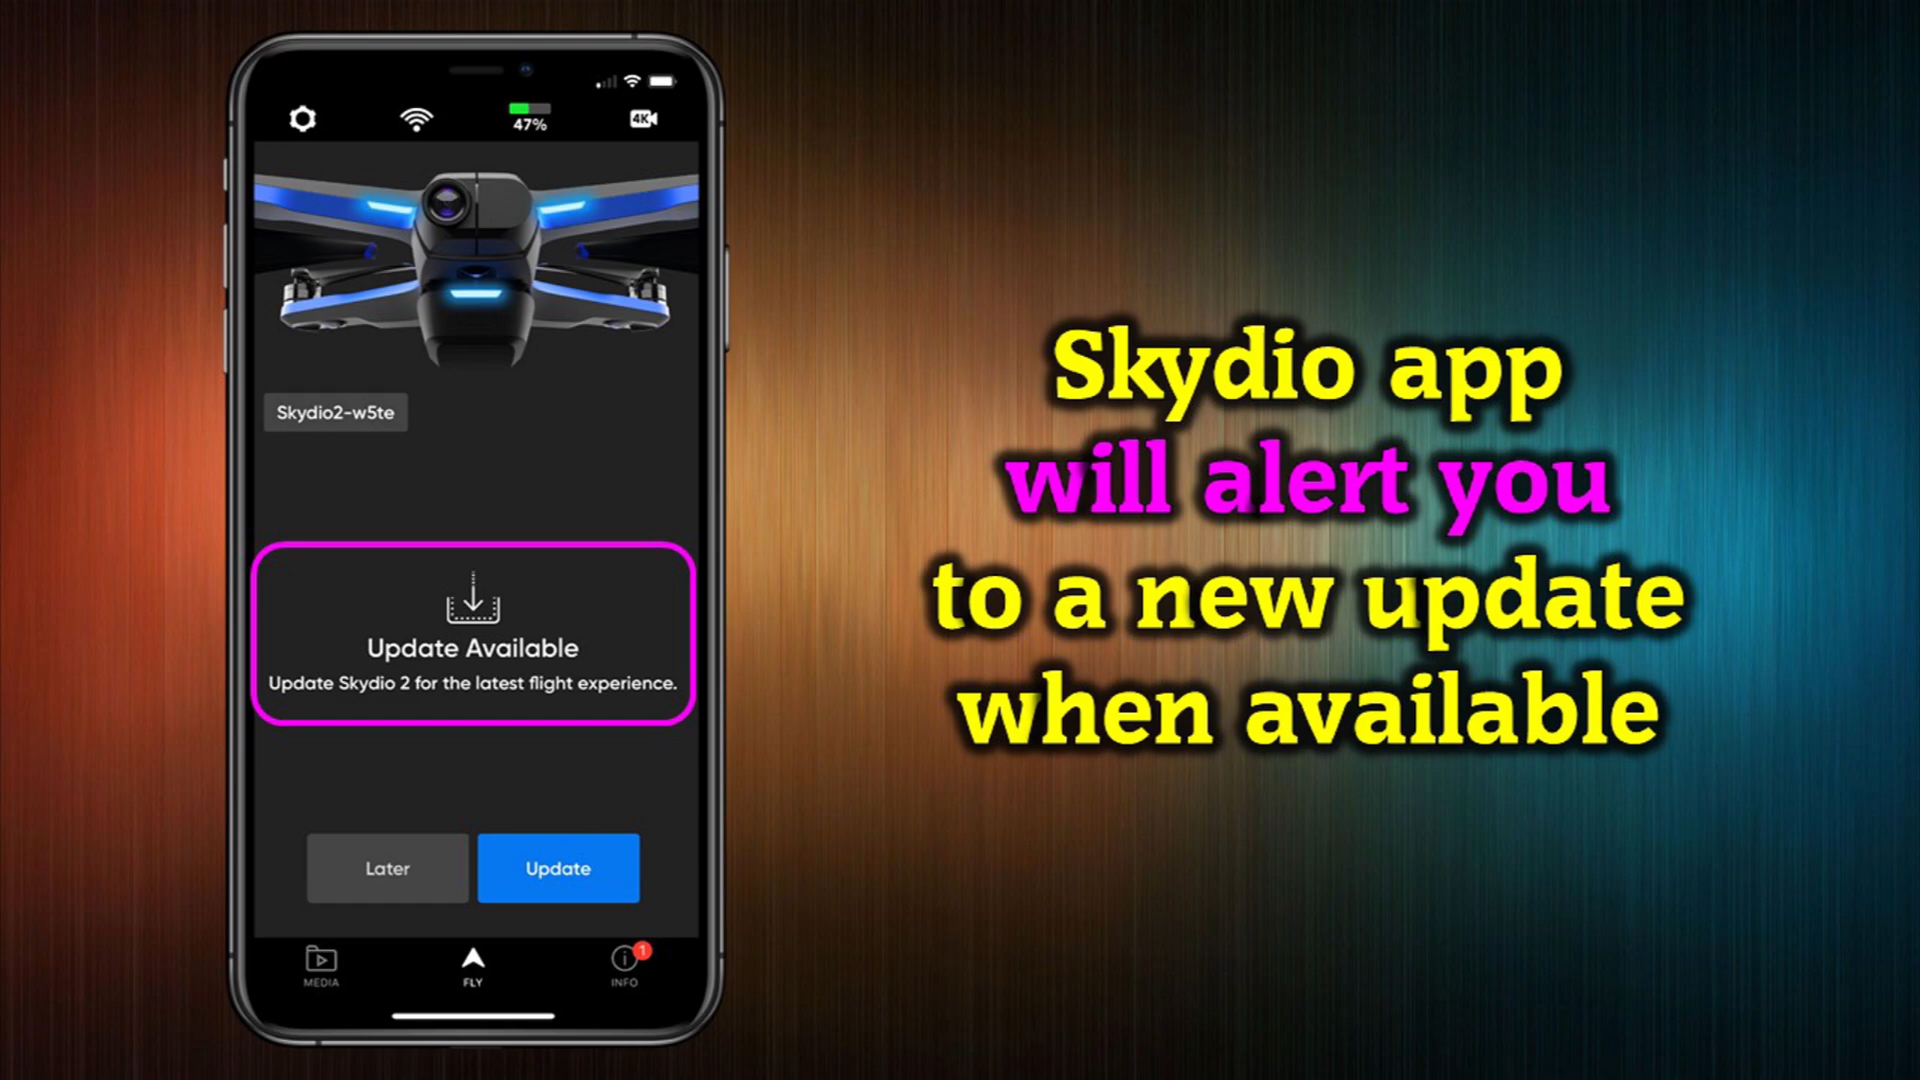 47%
4K
Skydio2-w5te
Update Available
Update Skydio 2 for the latest flight experience.
Later
Update
MEDIA
FLY
INFO
1
Skydio app
will alert you
to a new update
when available